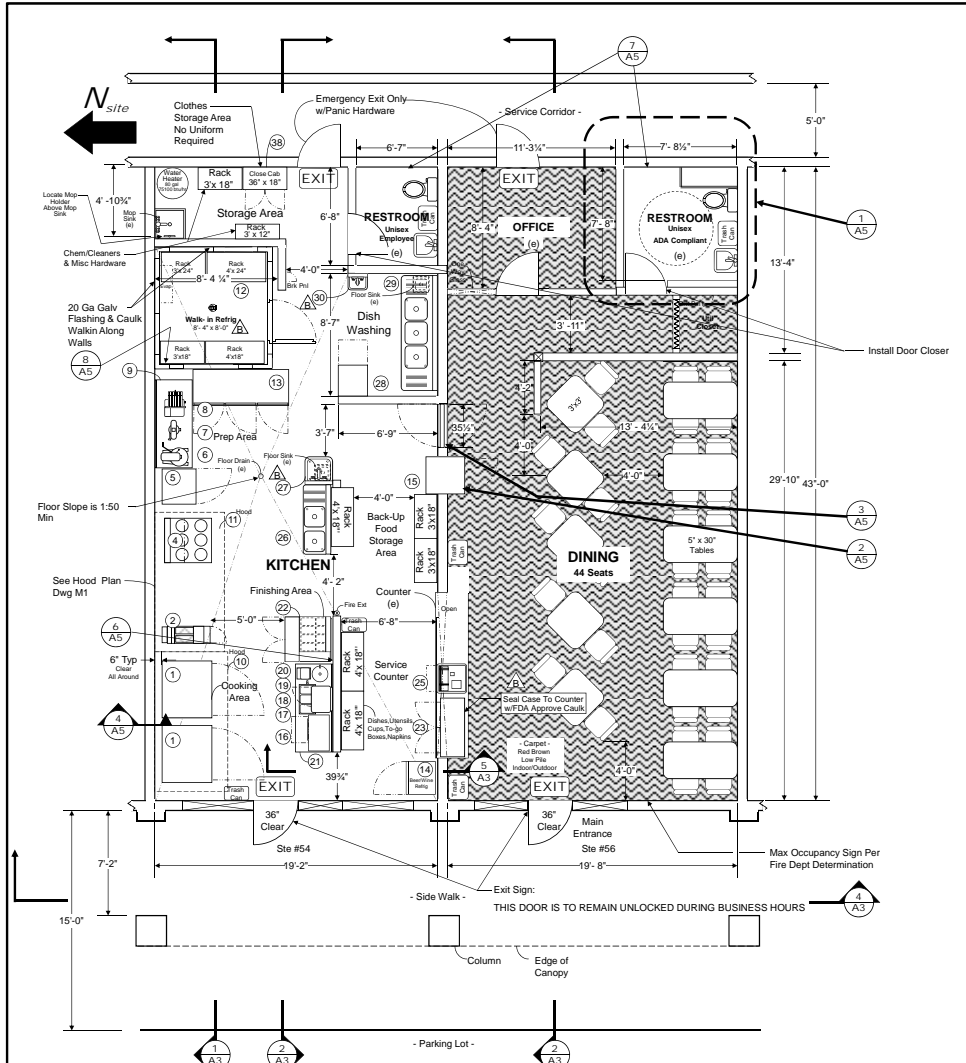 7
A5
N
site
Clothes
Storage Area
No Uniform
Required
Emergency Exit Only
w/Panic Hardware
- Service Corridor -
5'-0"
38
6'-7"
11'-3¼"
7'- 8½"
Water
Heater
80 gal
Rack
3'x 18"
Close Cab
36" x 18"
EXIT
EXIT
4' -10¾"
Locate Mop
Holder
Above Mop
Sink
Mop
Sink
(e)
Storage Area
Rack
3' x 12"
6'-8"
RESTROOM
Unisex
Employee
(e)
Trash
Can
8'- 4"
OFFICE
(e)
7'- 8"
RESTROOM
Unisex
ADA Compliant
(e)
Trash
Can
1
A5
13'-4"
Chem/Cleaners
& Misc Hardware
4'-0"
Brk Pnl
Rack
3'x 24"
Rack
4'x 24"
8'- 4 ¼"
12
30
Floor Sink
(e)
29
B
20 Ga Galv
Flashing & Caulk
Walkin Along
Walls
Walk- in Refrig
8'- 4" x 8'-0"
B
8'-7"
Dish
Washing
3' -11"
Closer
Install Door Closer
8
A5
Rack
3'x18"
Rack
4'x18"
9
13
28
4'-2"
3'x3'
8
7
Prep Area
3'-7"
6'-9"
35¼"
13' - 4¼"
4'-0"
6
Floor Drain
(e)
Floor Sink
(e)
B
27
5
15
4'-0"
29'-10"
43"-0"
Floor Slope is 1:50
Min
4'-0"
Rack
4'x 18"
Rack
3'x18"
Back-Up
Food
Storage
Area
Hood
11
4
26
3
A5
2
A5
5" x 30"
Tables
DINING
44 Seats
Rack
3'x18"
Trash
Can
KITCHEN
See Hood Plan
Dwg M1
4'- 2"
Finishing Area
Counter
(e)
22
Fire Ext
Open
6
A5
2
5'-0"
Trash
Can
6'-8"
6" Typ
Clear
All Around
Hood
10
1
Cooking
Area
20
19
18
17
16
21
Rack
4'x 18"
Service
Counter
25
B
Seal Case To Counter
w/FDA Approve Caulk
Rack
4'x 18"
Dishes,Utensils,
Cups,To-go
Boxes,Napkins
23
4
A5
1
- Carpet -
Red Brown
Low Pile
Indoor/Outdoor
5
A3
14
Beer/Wine
Refrig
39¾"
4'-0"
Trash
Can
EXIT
Trash
Can
EXIT
36"
Clear
36"
Clear
Main
Entrance
Ste #54
Ste #56
7'-2"
19'-2"
19'- 8"
Max Occupancy Sign Per
Fire Dept Determination
- Side Walk -
Exit Sign:
THIS DOOR IS TO REMAIN UNLOCKED DURING BUSINESS HOURS
4
A3
15'-0"
Column
Edge of
Canopy
1
A3
2
A3
- Parking Lot -
2
A3